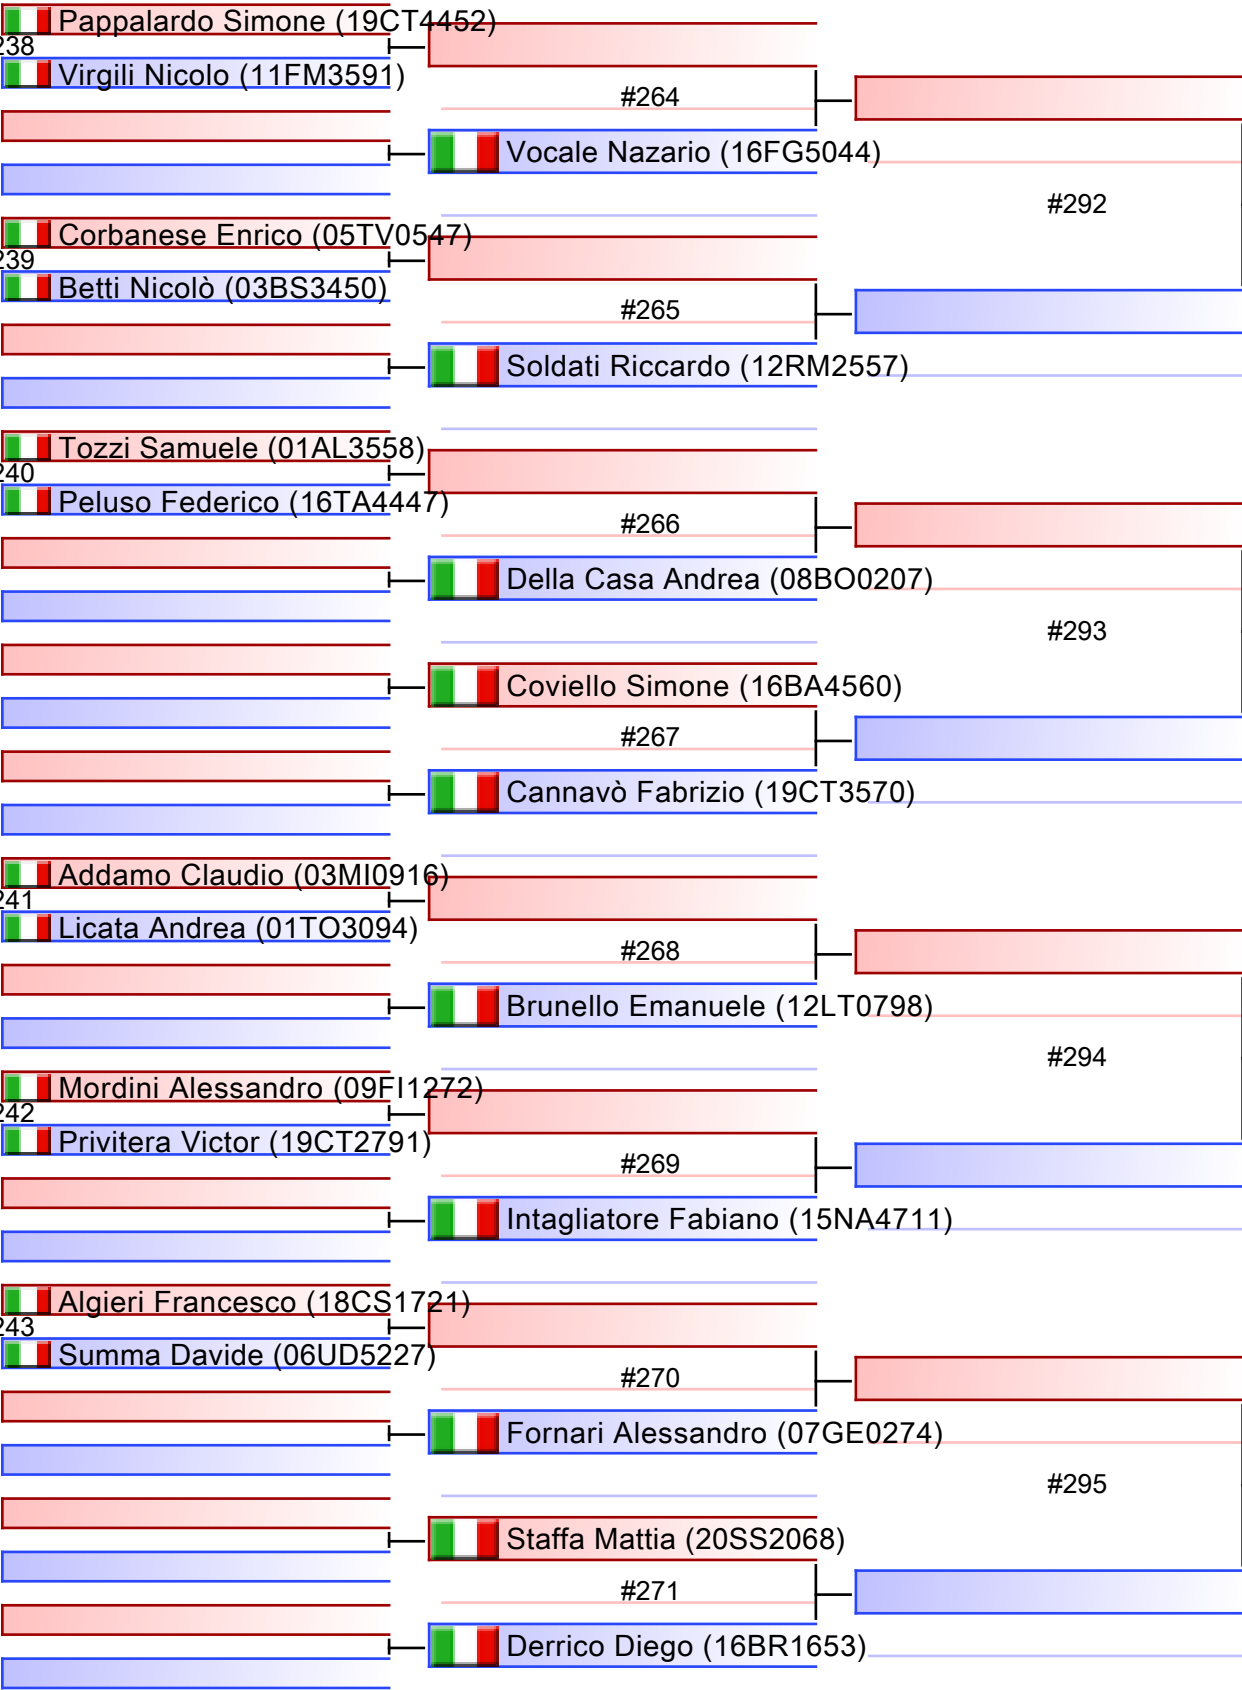 Pappalardo Simone (19CT4452)
238
Virgili Nicolo (11FM3591)
#264
Vocale Nazario (16FG5044)
#292
Corbanese Enrico (05TV0547)
239
Betti Nicolò (03BS3450)
#265
Soldati Riccardo (12RM2557)
Tozzi Samuele (01AL3558)
240
Peluso Federico (16TA4447)
#266
Della Casa Andrea (08BO0207)
#293
Coviello Simone (16BA4560)
#267
Cannavò Fabrizio (19CT3570)
Addamo Claudio (03MI0916)
241
Licata Andrea (01TO3094)
#268
Brunello Emanuele (12LT0798)
#294
Mordini Alessandro (09FI1272)
242
Privitera Victor (19CT2791)
#269
Intagliatore Fabiano (15NA4711)
Algieri Francesco (18CS1721)
243
Summa Davide (06UD5227)
#270
Fornari Alessandro (07GE0274)
#295
Staffa Mattia (20SS2068)
#271
Derrico Diego (16BR1653)